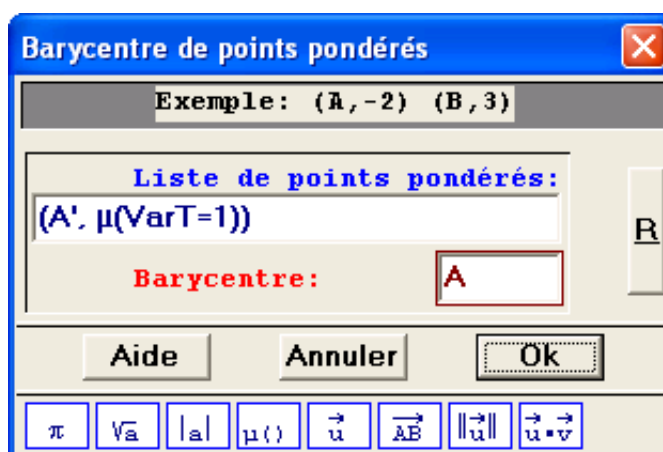 Barycentre de points pondérés
Exemple: (A,-2) (B,3)
Liste de points pondérés:
(A', µ(VarT=1))
R
Barycentre: A
Aide Annuler Ok
π √a |a| µ() u⃗ AB⃗ ‖u⃗‖ u⃗•v⃗